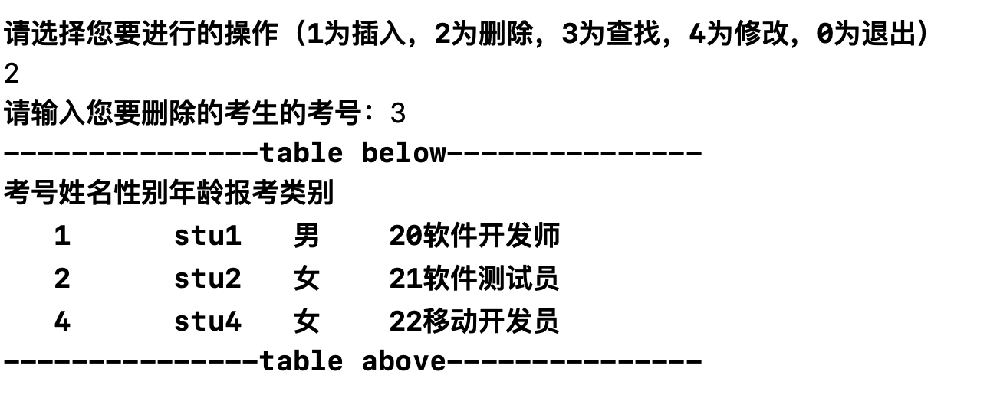 请选择您要进行的操作（1为插入，2为删除，3为查找，4为修改，0为退出）
2
请输入您要删除的考生的考号：3
---------------table below---------------
考号姓名性别年龄报考类别
   1      stu1   男    20软件开发师
   2      stu2   女    21软件测试员
   4      stu4   女    22移动开发员
---------------table above---------------